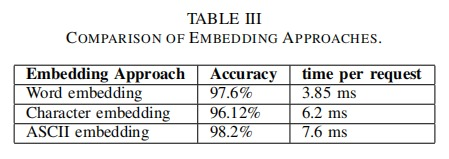 TABLE III
COMPARISON OF EMBEDDING APPROACHES.
Embedding Approach Accuracy time per request
Word embedding 97.6% 3.85 ms
Character embedding 96.12% 6.2 ms
ASCII embedding 98.2% 7.6 ms